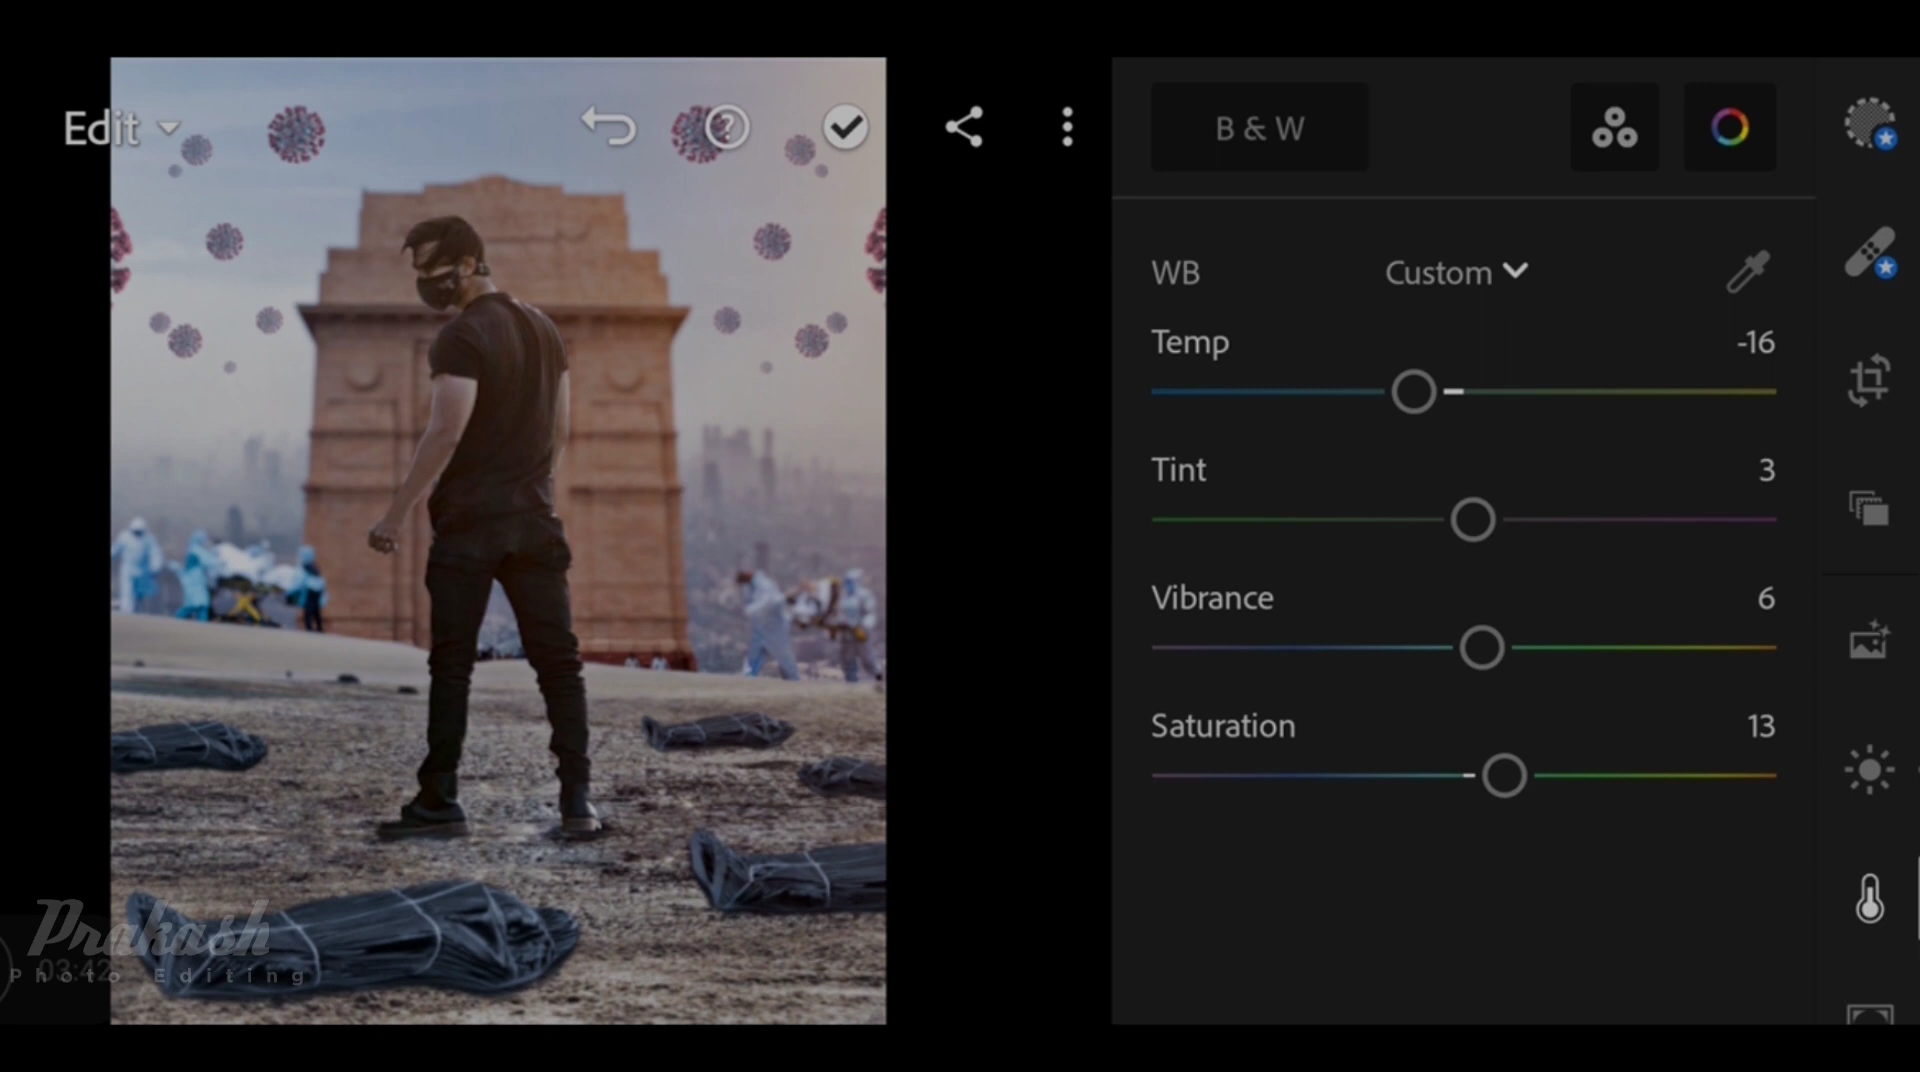 Edit
B & W
WB
Custom
Temp
-16
Tint
3
Vibrance
6
Saturation
13
Prakash
Photo Editing
03:42